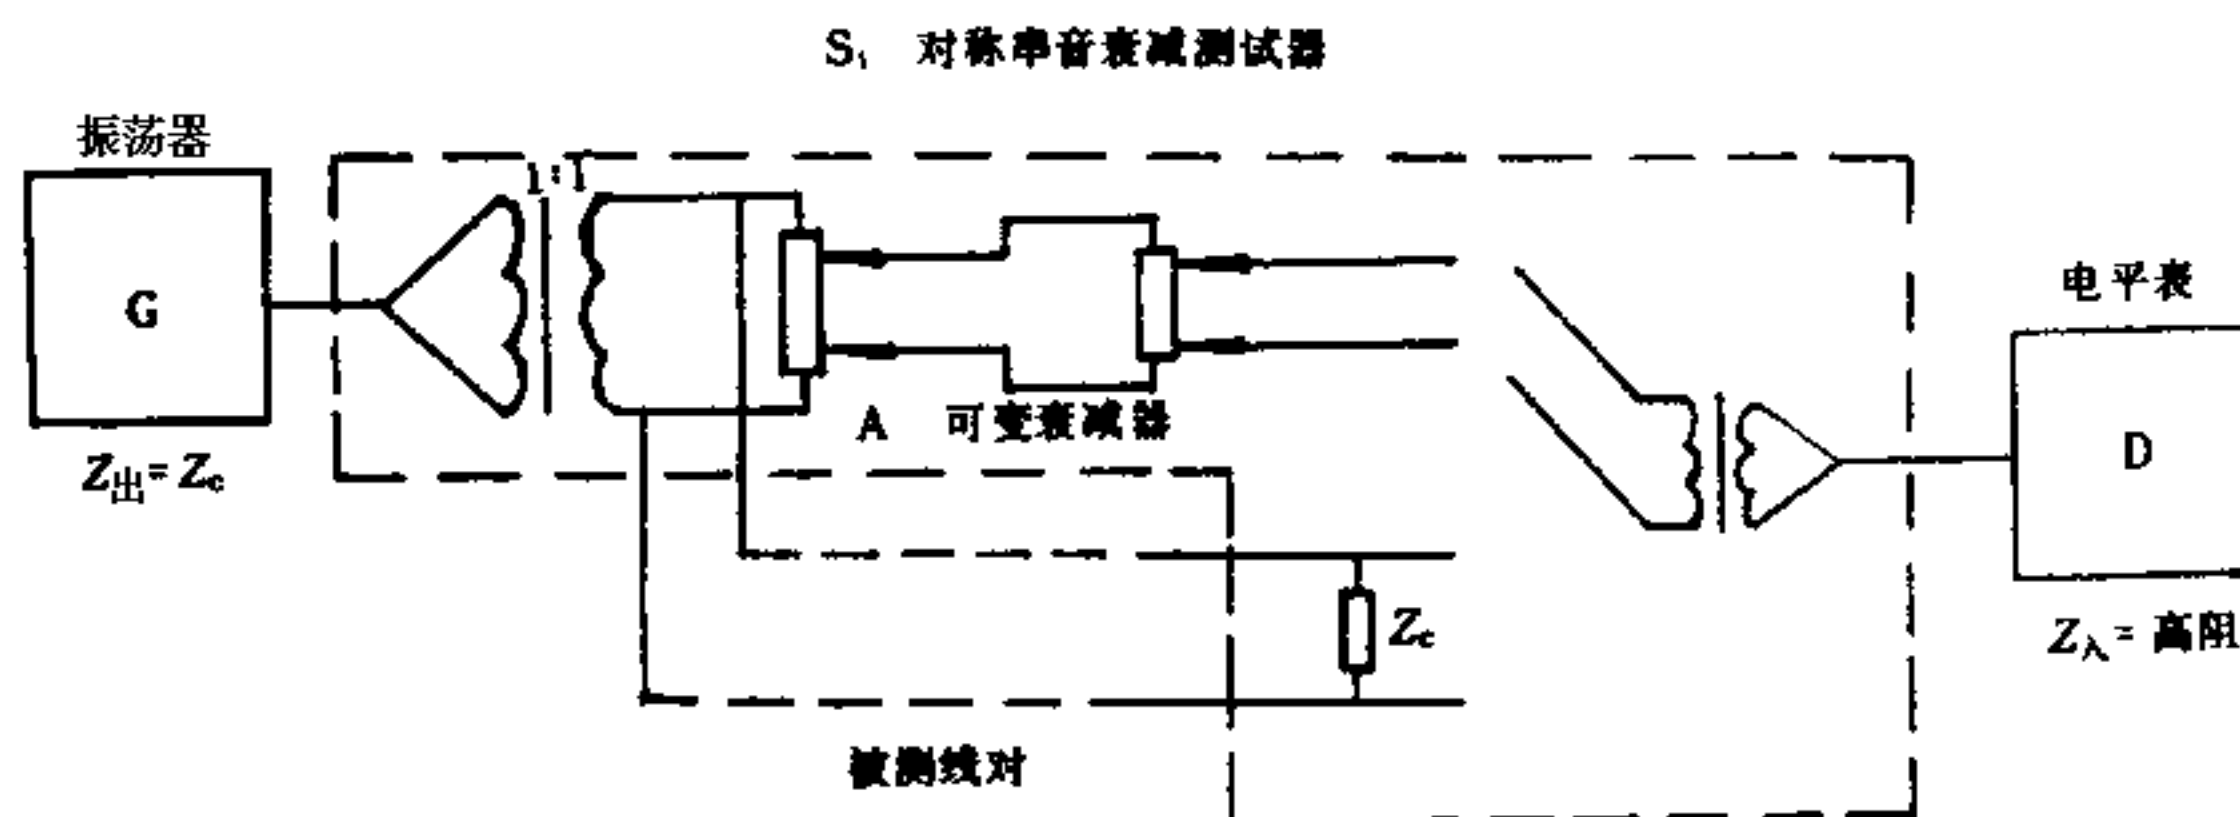 S₁ 对称串音衰减测试器
振荡器
1:1
G
电平表
A 可变衰减器
D
Z出=Zc
Zc
Z入=高阻
被测线对